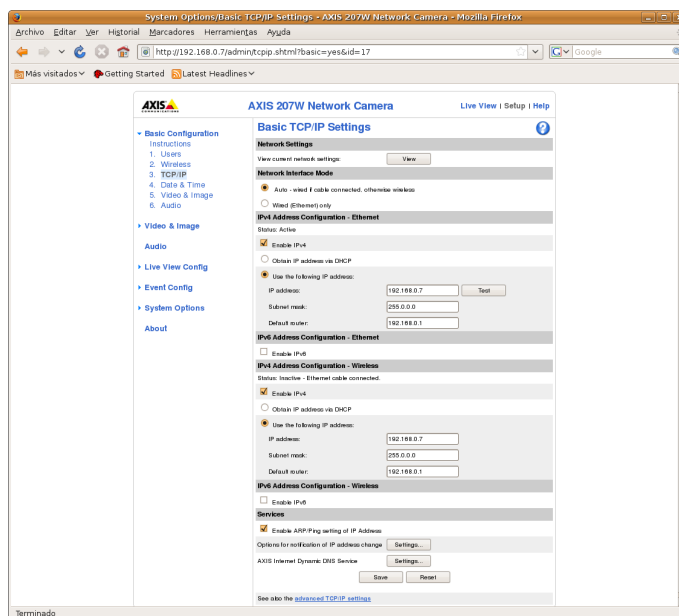 System Options/Basic TCP/IP Settings - AXIS 207W Network Camera - Mozilla Firefox
Archivo Editar Ver Historial Marcadores Herramientas Ayuda
http://192.168.0.7/admin/tcpip.shtml?basic=yes&id=17
Google
Más visitados Getting Started Latest Headlines
AXIS COMMUNICATIONS
AXIS 207W Network Camera
Live View | Setup | Help
Basic Configuration
Instructions
1. Users
2. Wireless
3. TCP/IP
4. Date & Time
5. Video & Image
6. Audio
Video & Image
Audio
Live View Config
Event Config
System Options
About
Basic TCP/IP Settings
?
Network Settings
View current network settings: View
Network Interface Mode
Auto - wired if cable connected. otherwise wireless
Wired (Ethernet) only
IPv4 Address Configuration - Ethernet
Status: Active
Enable IPv4
Obtain IP address via DHCP
Use the following IP address:
IP address: 192.168.0.7 Test
Subnet mask: 255.0.0.0
Default router: 192.168.0.1
IPv6 Address Configuration - Ethernet
Enable IPv6
IPv4 Address Configuration - Wireless
Status: Inactive - Ethernet cable connected.
Enable IPv4
Obtain IP address via DHCP
Use the following IP address:
IP address: 192.168.0.7
Subnet mask: 255.0.0.0
Default router: 192.168.0.1
IPv6 Address Configuration - Wireless
Enable IPv6
Services
Enable ARP/Ping setting of IP Address
Options for notification of IP address change Settings...
AXIS Internet Dynamic DNS Service Settings...
Save Reset
See also the advanced TCP/IP settings
Terminado